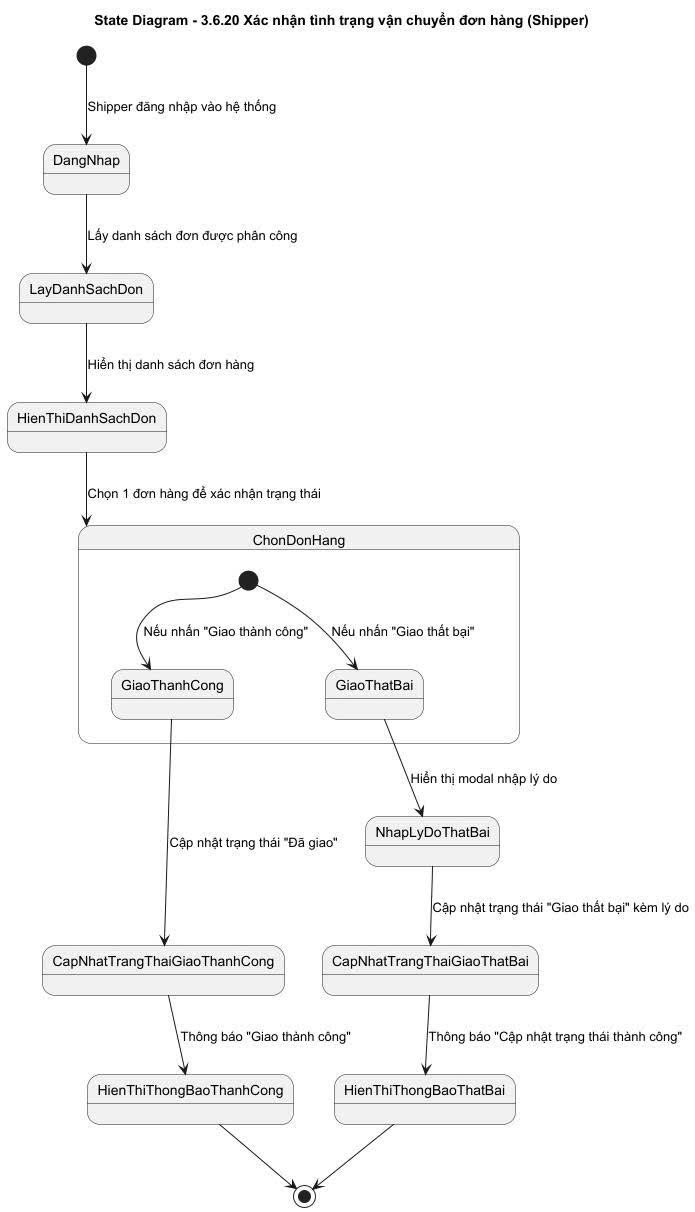 State Diagram - 3.6.20 Xác nhận tình trạng vận chuyển đơn hàng (Shipper)
Shipper đăng nhập vào hệ thống
DangNhap
Lấy danh sách đơn được phân công
LayDanhSachDon
Hiển thị danh sách đơn hàng
HienThiDanhSachDon
Chọn 1 đơn hàng để xác nhận trạng thái
ChonDonHang
Nếu nhấn "Giao thành công"
Nếu nhấn "Giao thất bại"
GiaoThanhCong
GiaoThatBai
Hiển thị modal nhập lý do
NhapLyDoThatBai
Cập nhật trạng thái "Đã giao"
Cập nhật trạng thái "Giao thất bại" kèm lý do
CapNhatTrangThaiGiaoThanhCong
CapNhatTrangThaiGiaoThatBai
Thông báo "Giao thành công"
Thông báo "Cập nhật trạng thái thành công"
HienThiThongBaoThanhCong
HienThiThongBaoThatBai